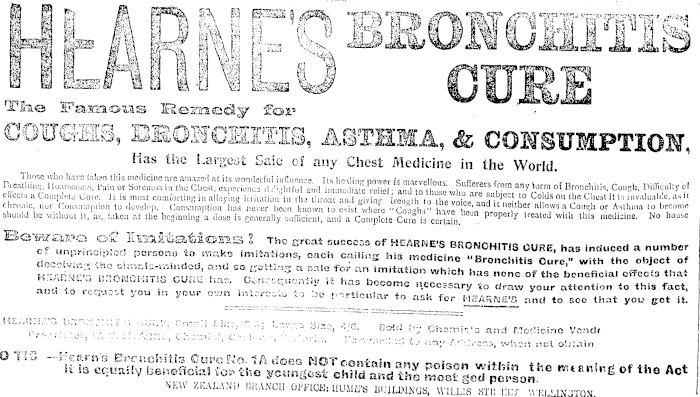 HEARNE'S BRONCHITIS
CURE
The Famous Remedy for
COUGHS, BRONCHITIS, ASTHMA, & CONSUMPTION,
Has the Largest Sale of any Chest Medicine in the World.
Those who have taken this medicine are amazed at its wonderful influence. Its healing power is marvellous. Sufferers from any form of Bronchitis, Cough, Difficulty of
Breathing, Hoarseness, Pain or Soreness in the Chest, experience delightful and immediate relief; and to those who are subject to Colds on the Chest it is invaluable, as it
effects a Complete Cure. It is most comforting in allaying irritation in the throat and giving strength to the voice, and it neither allows a Cough or Asthma to become
chronic, nor Consumption to develop. Consumption has never been known to exist where "Coughs" have been properly treated with this medicine. No house
should be without it, as, taken at the beginning a dose is generally sufficient, and a Complete Cure is certain.
Beware of Imitations! The great success of HEARNE'S BRONCHITIS CURE, has induced a number
of unprincipled persons to make imitations, each calling his medicine "Bronchitis Cure," with the object of
deceiving the simple-minded, and so getting a sale for an imitation which has none of the beneficial effects that
HEARNE'S BRONCHITIS CURE has. Consequently it has become necessary to draw your attention to this fact,
and to request you in your own interests to be particular to ask for HEARNE'S and to see that you get it.
HEARNE'S BRONCHITIS CURE, Small Size, Large Size, Sold by Chemists and Medicine Vendr
Proprietor, Chemist, Forwarded to any Address, when not obtain
O TIC —Hearn's Bronchitis Cure No. 1A does NOT contain any poison within the meaning of the Act
It is equally beneficial for the youngest child and the most ged person.
NEW ZEALAND BRANCH OFFICE: HUME'S BUILDINGS, WILLIS STREET WELLINGTON.